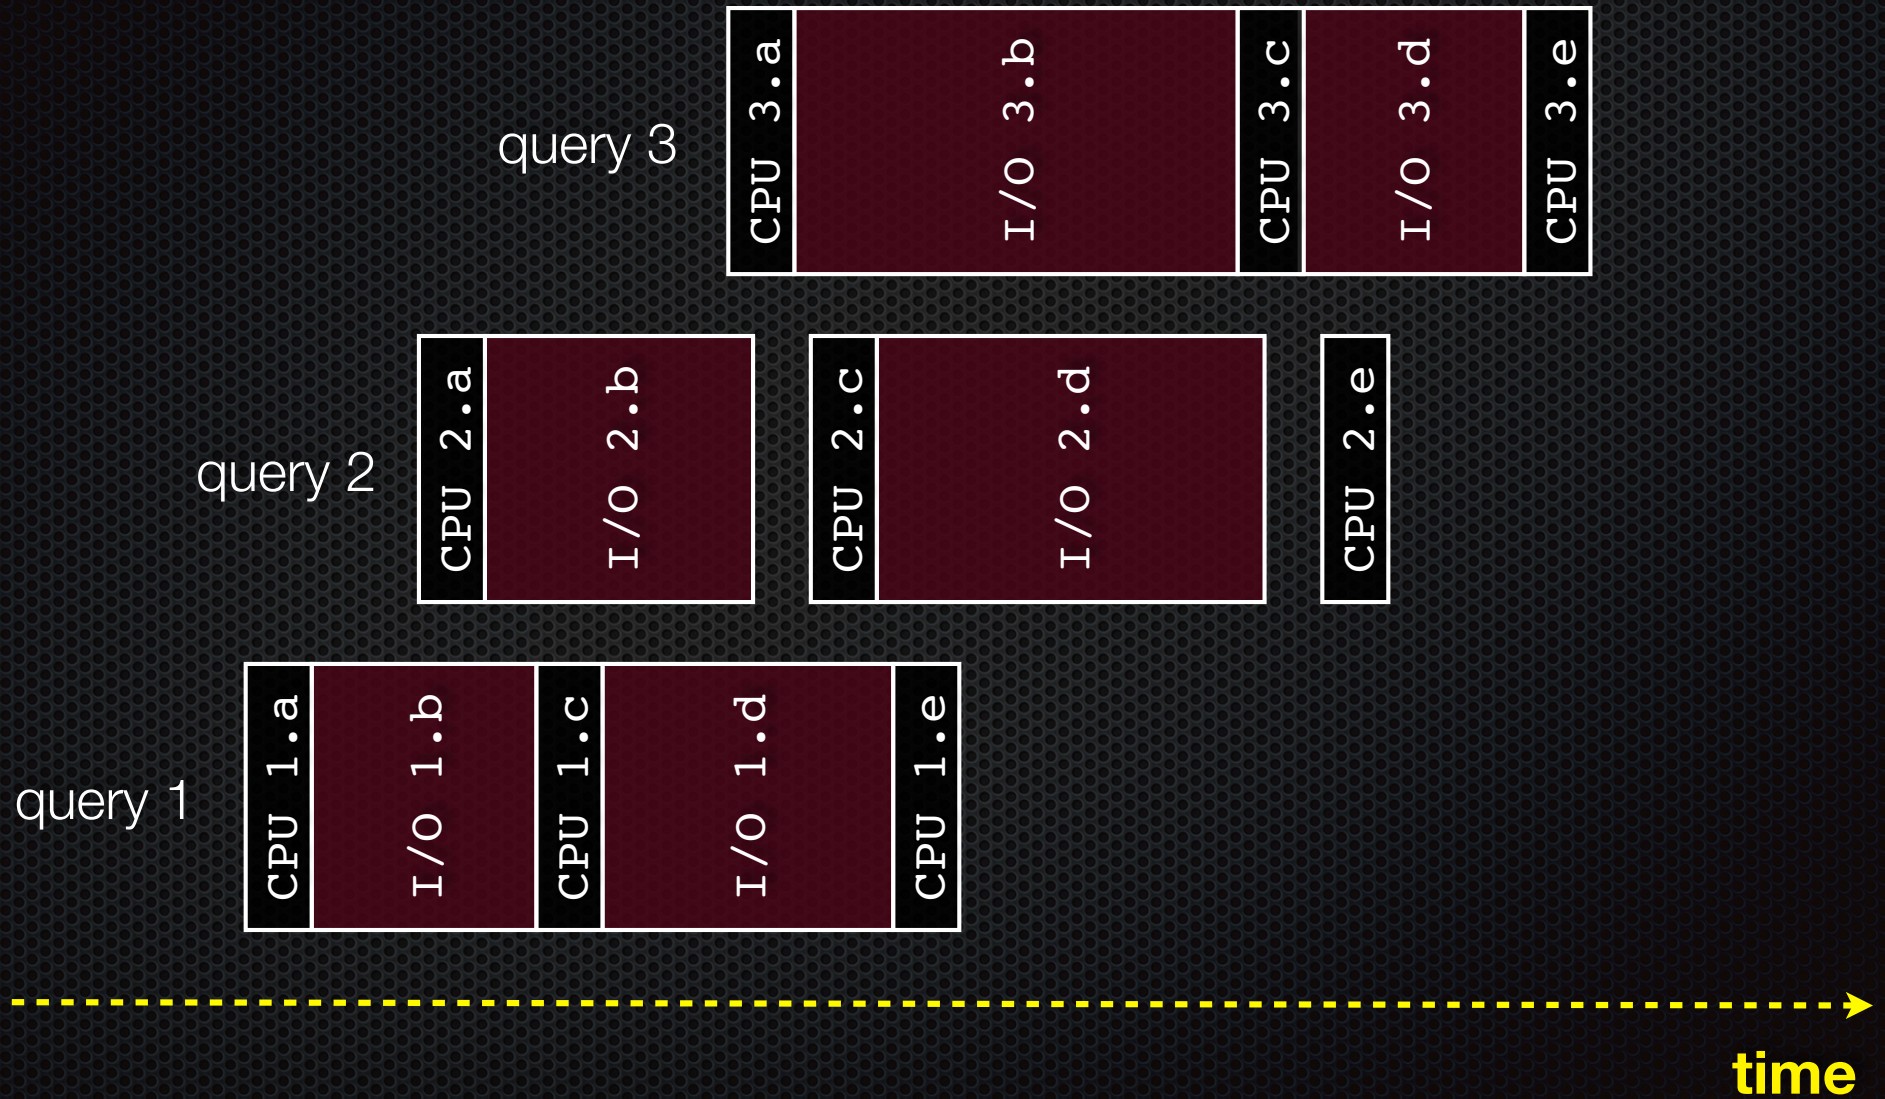 query 3
CPU 3.a
I/O 3.b
CPU 3.c
I/O 3.d
CPU 3.e
query 2
CPU 2.a
I/O 2.b
CPU 2.c
I/O 2.d
CPU 2.e
query 1
CPU 1.a
I/O 1.b
CPU 1.c
I/O 1.d
CPU 1.e
time